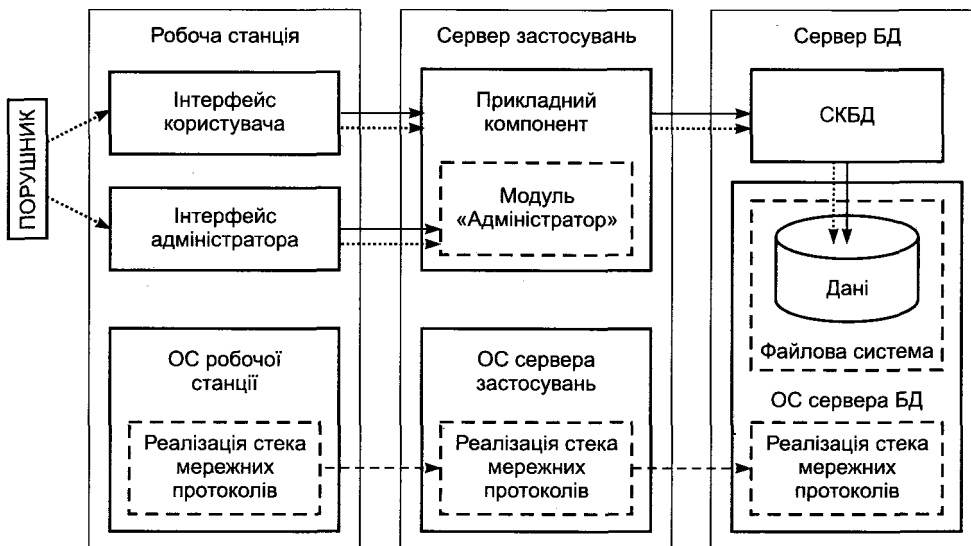 ПОРУШНИК
Робоча станція
Інтерфейс
користувача
Інтерфейс
адміністратора
ОС робочої
станції
Реалізація стека
мережних
протоколів
Сервер застосувань
Прикладний
компонент
Модуль
«Адміністратор»
ОС сервера
застосувань
Реалізація стека
мережних
протоколів
Сервер БД
СКБД
Дані
Файлова система
ОС сервера БД
Реалізація стека
мережних
протоколів